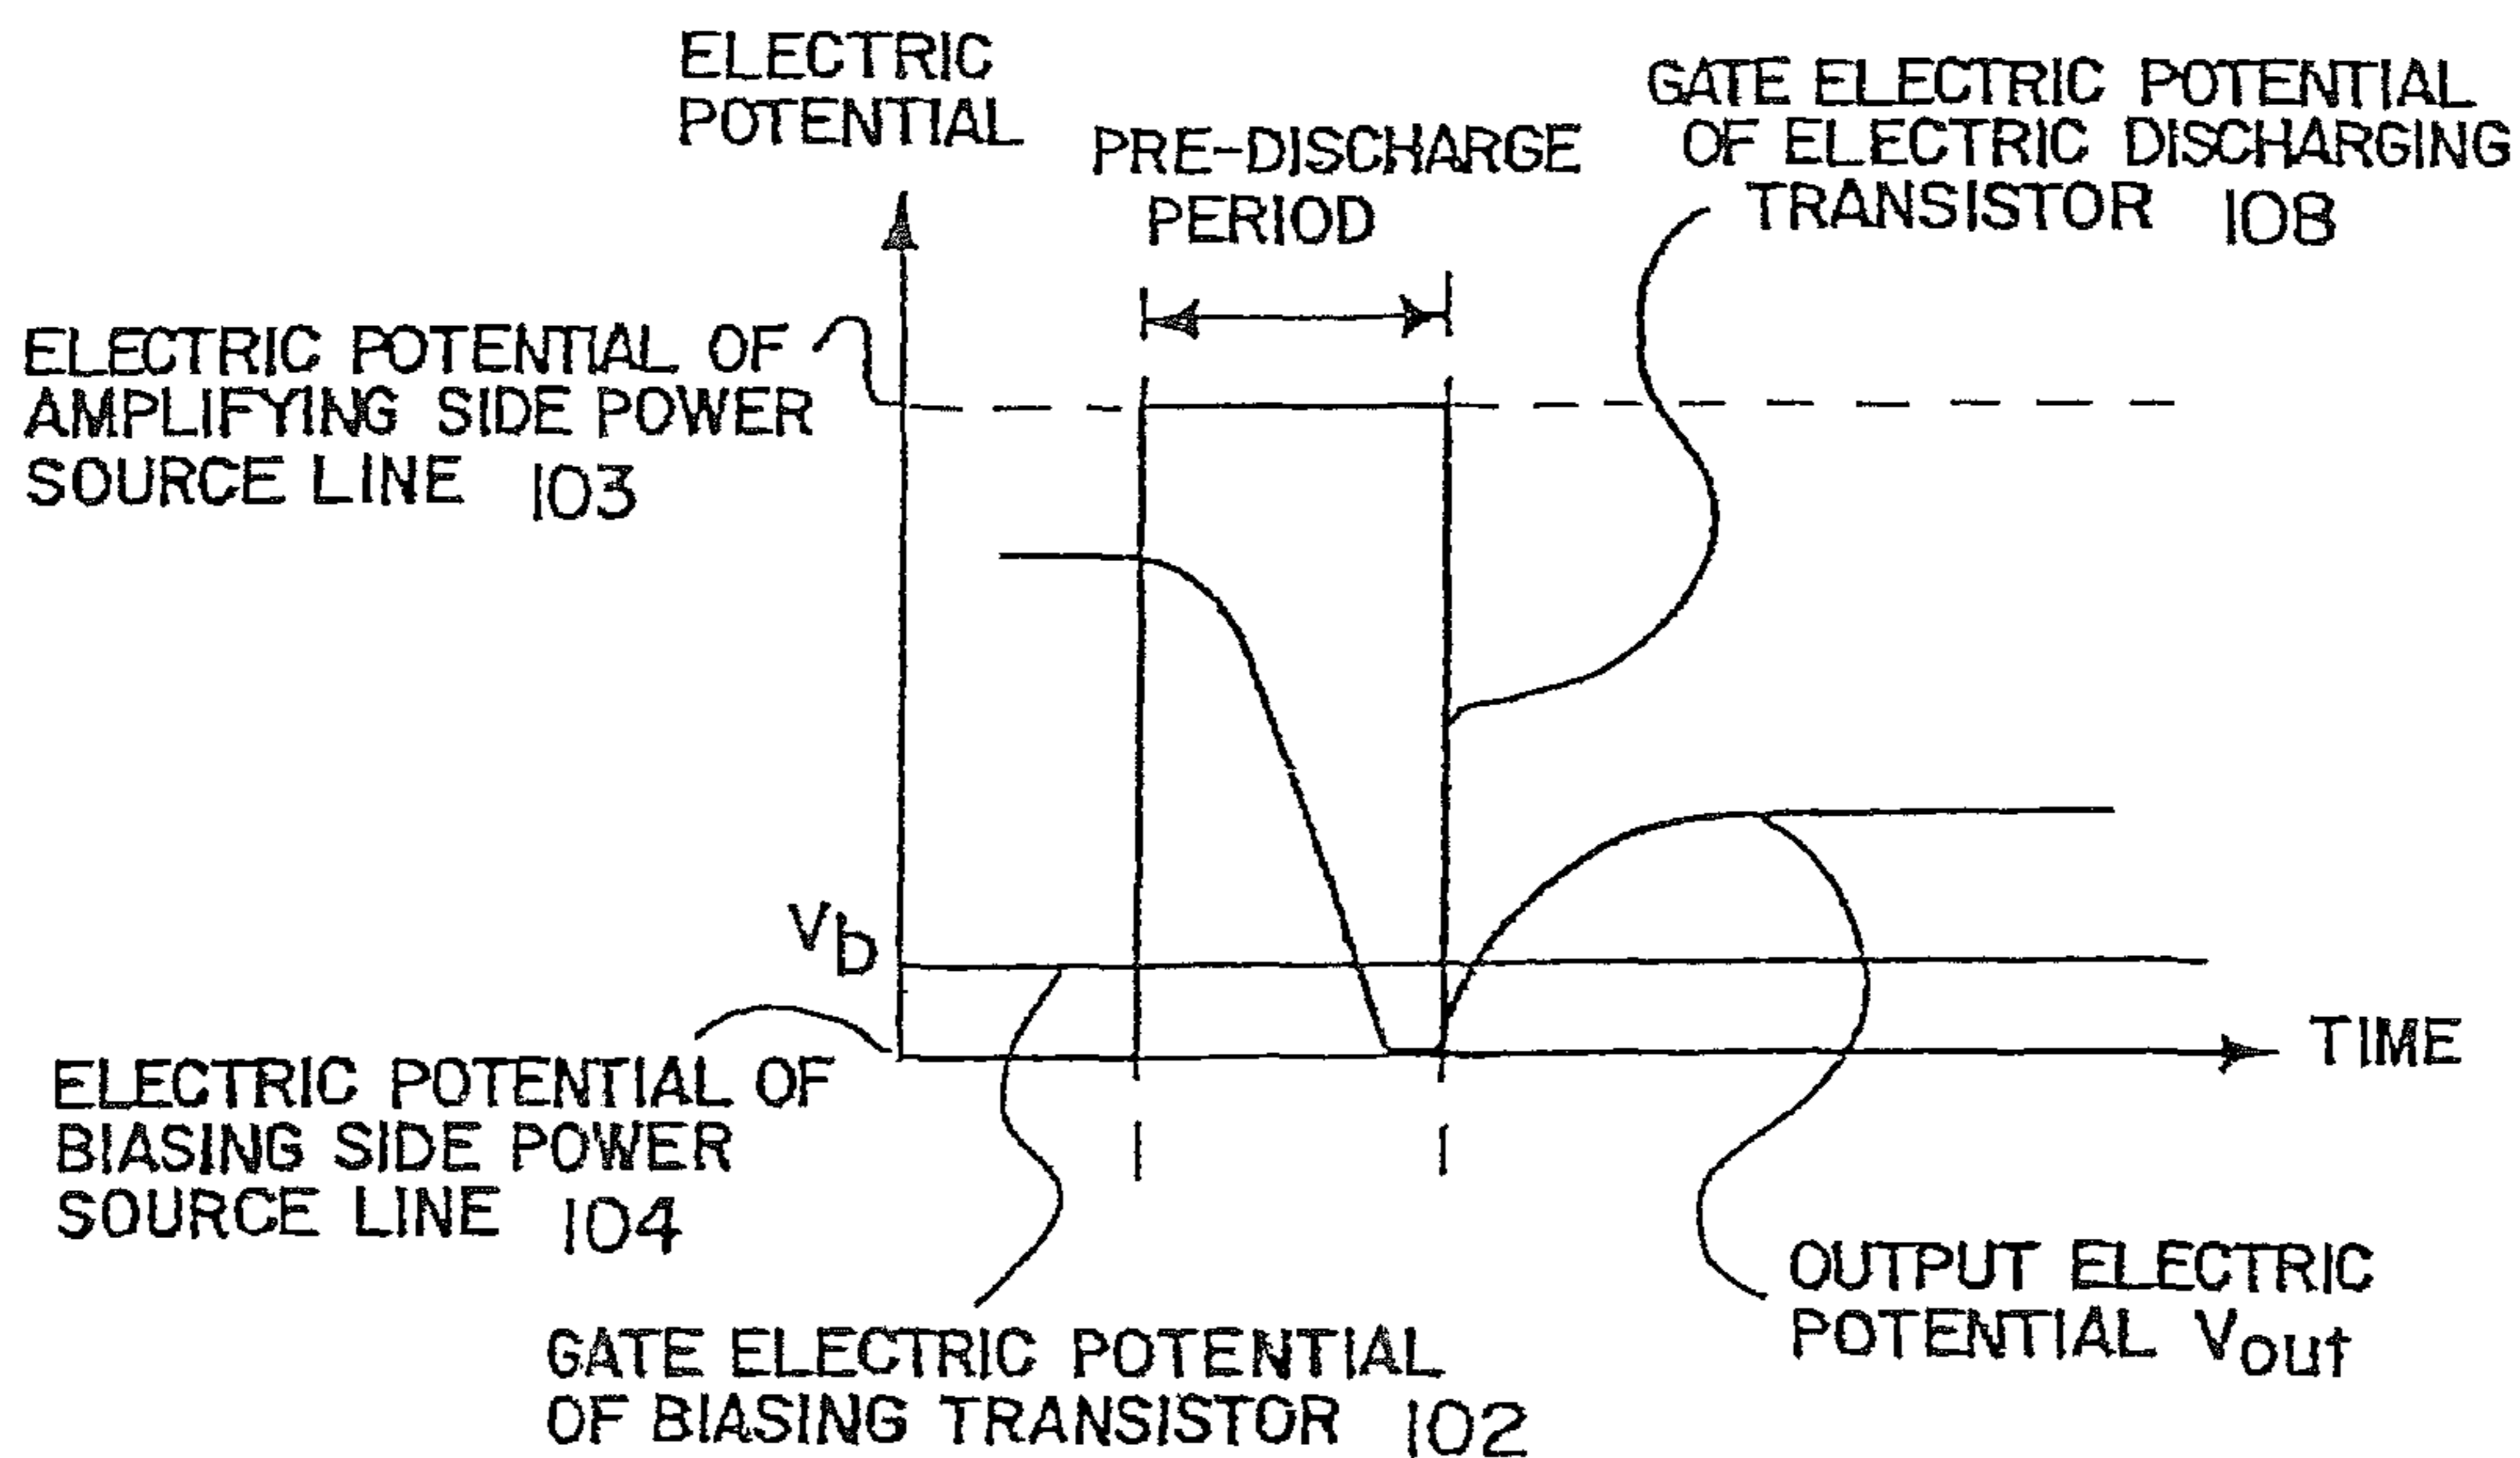 ELECTRIC
POTENTIAL
PRE-DISCHARGE
PERIOD
GATE ELECTRIC POTENTIAL
OF ELECTRIC DISCHARGING
TRANSISTOR 108
ELECTRIC POTENTIAL OF
AMPLIFYING SIDE POWER
SOURCE LINE 103
Vb
TIME
ELECTRIC POTENTIAL OF
BIASING SIDE POWER
SOURCE LINE 104
GATE ELECTRIC POTENTIAL
OF BIASING TRANSISTOR 102
OUTPUT ELECTRIC
POTENTIAL Vout